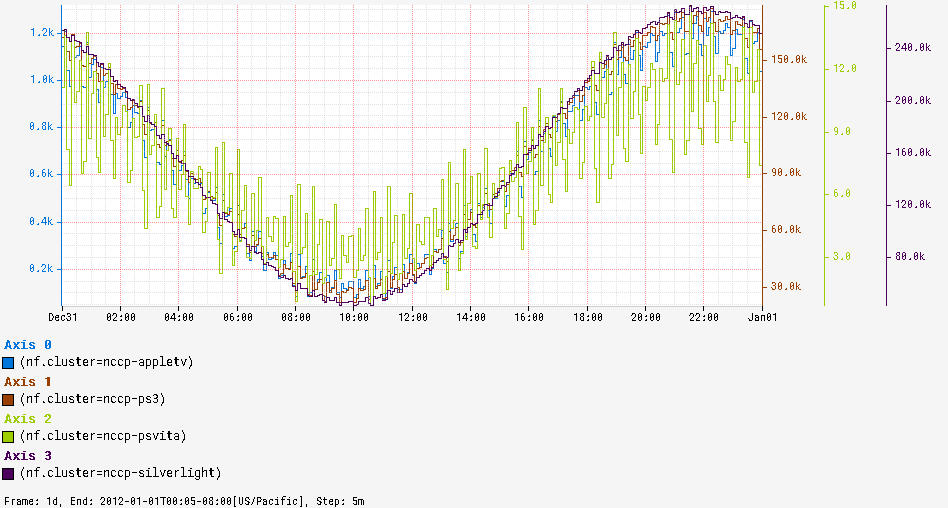 1.2k
1.0k
0.8k
0.6k
0.4k
0.2k
150.0k
120.0k
90.0k
60.0k
30.0k
15.0
12.0
9.0
6.0
3.0
240.0k
200.0k
160.0k
120.0k
80.0k
Dec31 02:00 04:00 06:00 08:00 10:00 12:00 14:00 16:00 18:00 20:00 22:00 Jan01
Axis 0
(nf.cluster=nccp-appletv)
Axis 1
(nf.cluster=nccp-ps3)
Axis 2
(nf.cluster=nccp-psvita)
Axis 3
(nf.cluster=nccp-silverlight)
Frame: 1d, End: 2012-01-01T00:05-08:00[US/Pacific], Step: 5m